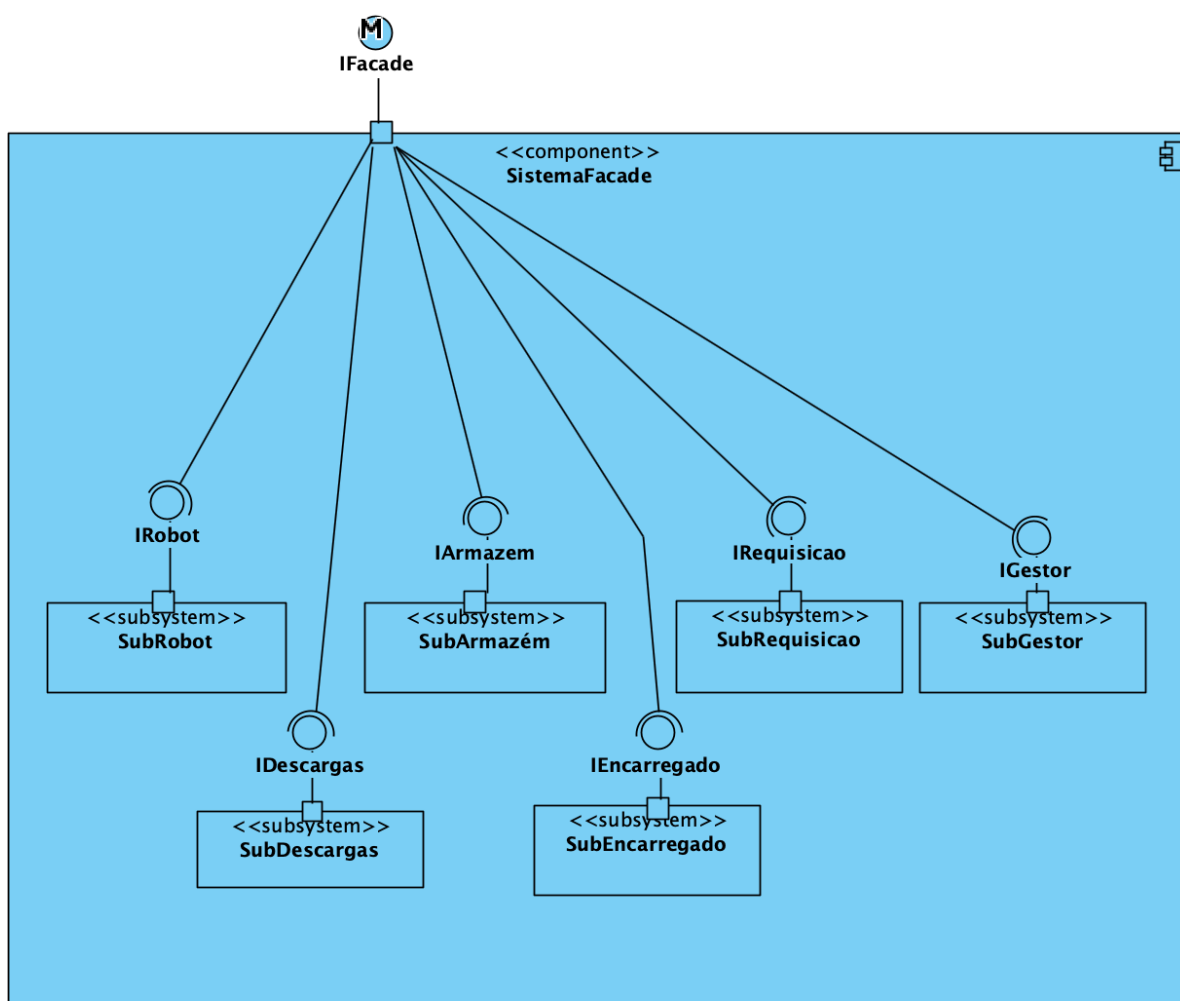 M
IFacade
<<component>>
SistemaFacade
IRobot
IArmazem
IRequisicao
IGestor
<<subsystem>>
SubRobot
<<subsystem>>
SubArmazém
<<subsystem>>
SubRequisicao
<<subsystem>>
SubGestor
IDescargas
IEncarregado
<<subsystem>>
SubDescargas
<<subsystem>>
SubEncarregado